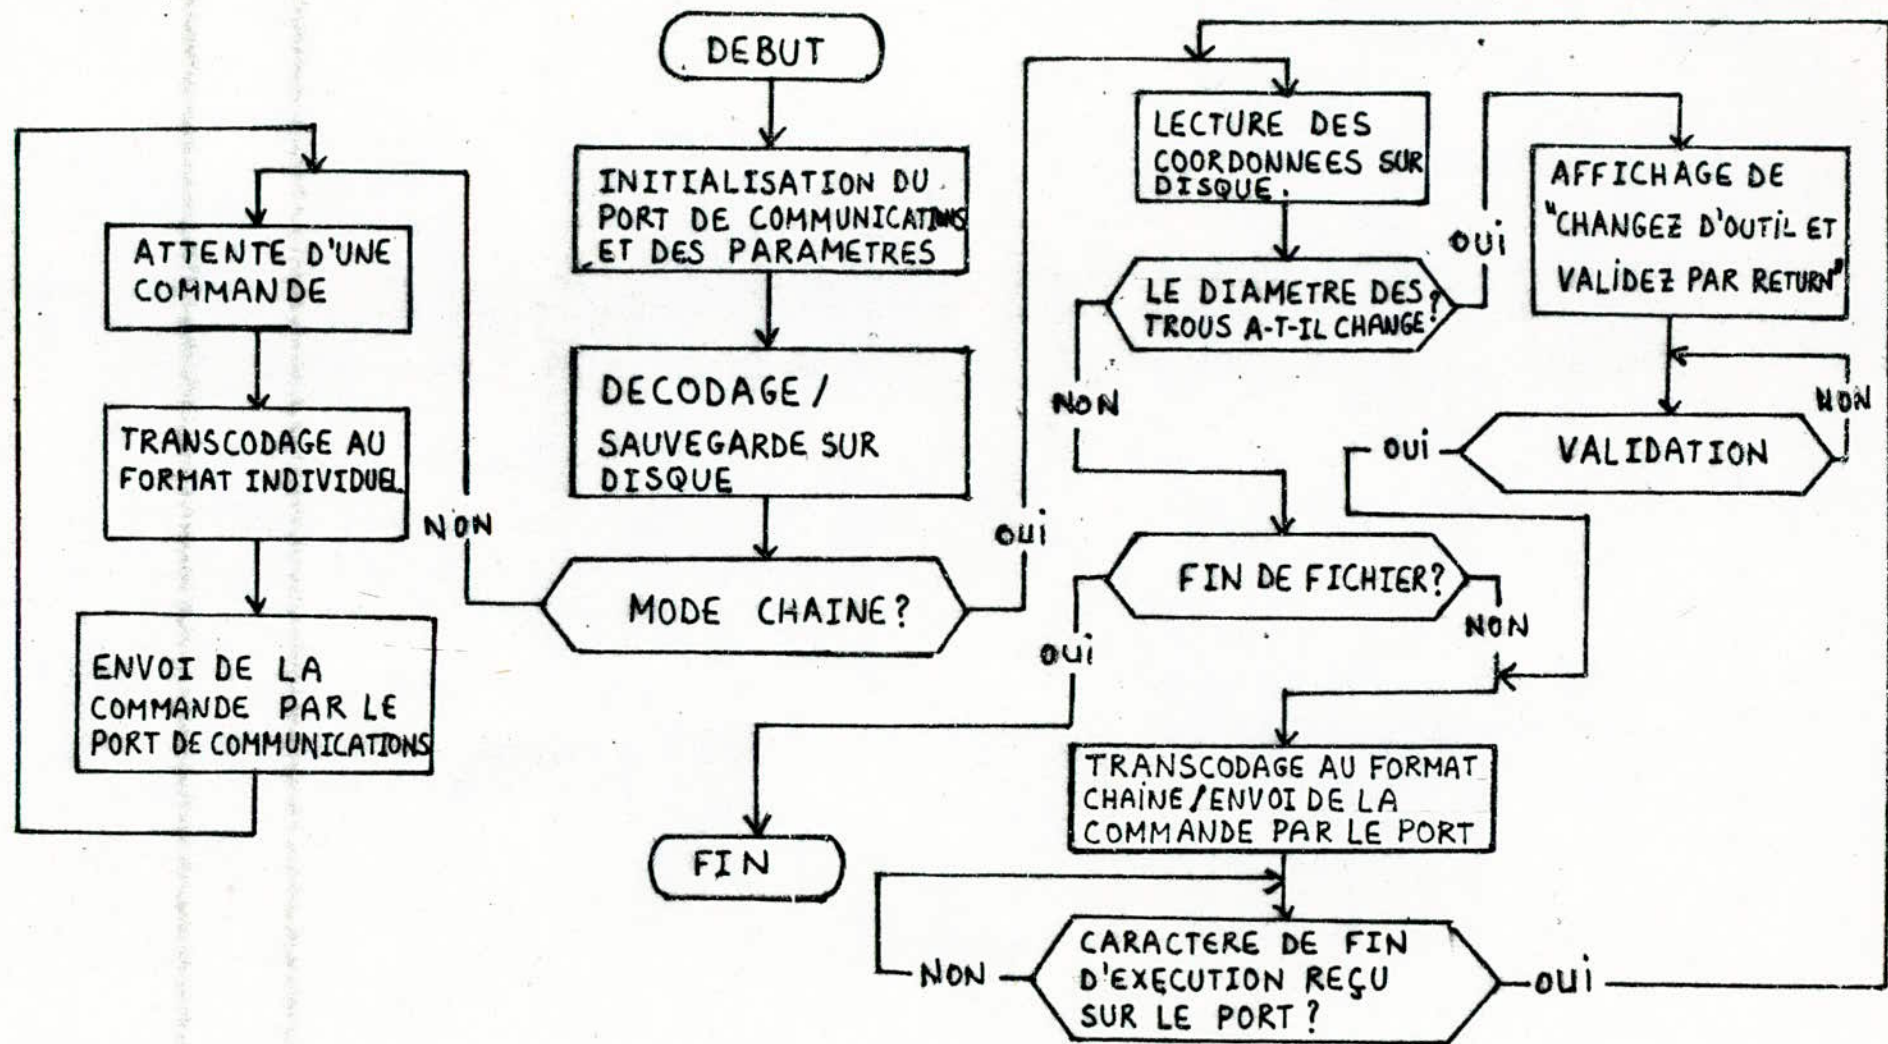 DEBUT
INITIALISATION DU
PORT DE COMMUNICATIONS
ET DES PARAMETRES
DECODAGE /
SAUVEGARDE SUR
DISQUE
MODE CHAINE?
NON
OUi
ATTENTE D'UNE
COMMANDE
TRANSCODAGE AU
FORMAT INDIVIDUEL
ENVOI DE LA
COMMANDE PAR LE
PORT DE COMMUNICATIONS
LECTURE DES
COORDONNEES SUR
DISQUE.
LE DIAMETRE DES
TROUS A-T-IL CHANGE?
OUi
NON
AFFICHAGE DE
"CHANGEZ D'OUTiL ET
VALiDEZ PAR RETURN"
VALIDATION
NON
OUi
FIN DE FICHIER?
OUi
NON
FIN
TRANSCODAGE AU FORMAT
CHAiNE/ENVOI DE LA
COMMANDE PAR LE PORT
CARACTERE DE FIN
D'EXECUTION REÇU
SUR LE PORT?
NON
OUi